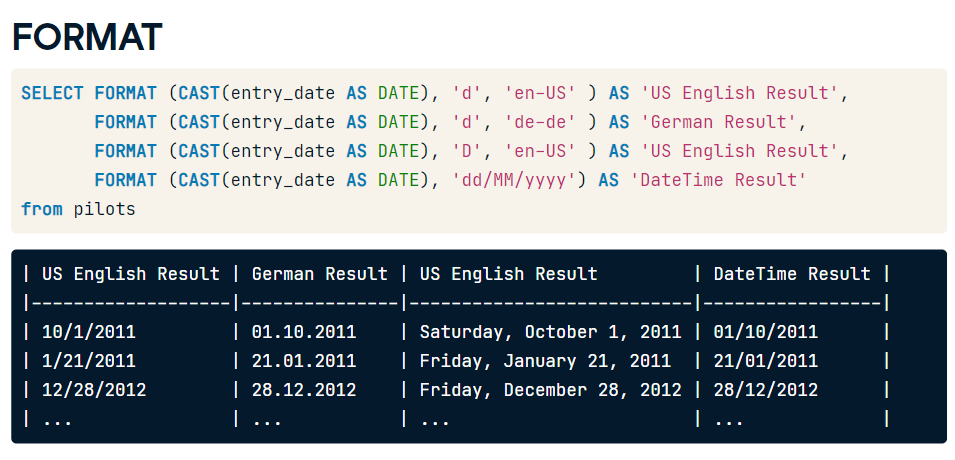 FORMAT
SELECT FORMAT (CAST(entry_date AS DATE), 'd', 'en-US' ) AS 'US English Result',
       FORMAT (CAST(entry_date AS DATE), 'd', 'de-de' ) AS 'German Result',
       FORMAT (CAST(entry_date AS DATE), 'D', 'en-US' ) AS 'US English Result',
       FORMAT (CAST(entry_date AS DATE), 'dd/MM/yyyy') AS 'DateTime Result'
from pilots
| US English Result | German Result | US English Result         | DateTime Result |
|-------------------|---------------|---------------------------|-----------------|
| 10/1/2011         | 01.10.2011    | Saturday, October 1, 2011 | 01/10/2011      |
| 1/21/2011         | 21.01.2011    | Friday, January 21, 2011  | 21/01/2011      |
| 12/28/2012        | 28.12.2012    | Friday, December 28, 2012 | 28/12/2012      |
| ...               | ...           | ...                       | ...             |